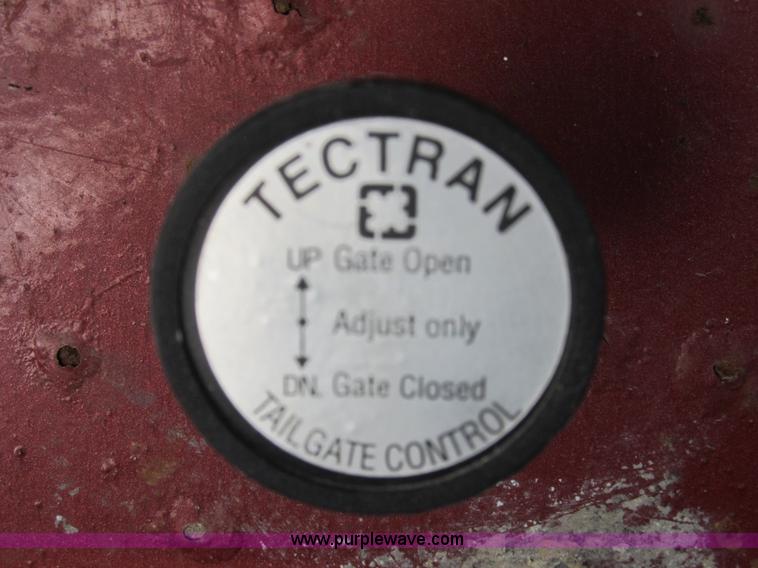 TECTRAN
UP Gate Open
Adjust only
DN. Gate Closed
TAILGATE CONTROL
www.purplewave.com